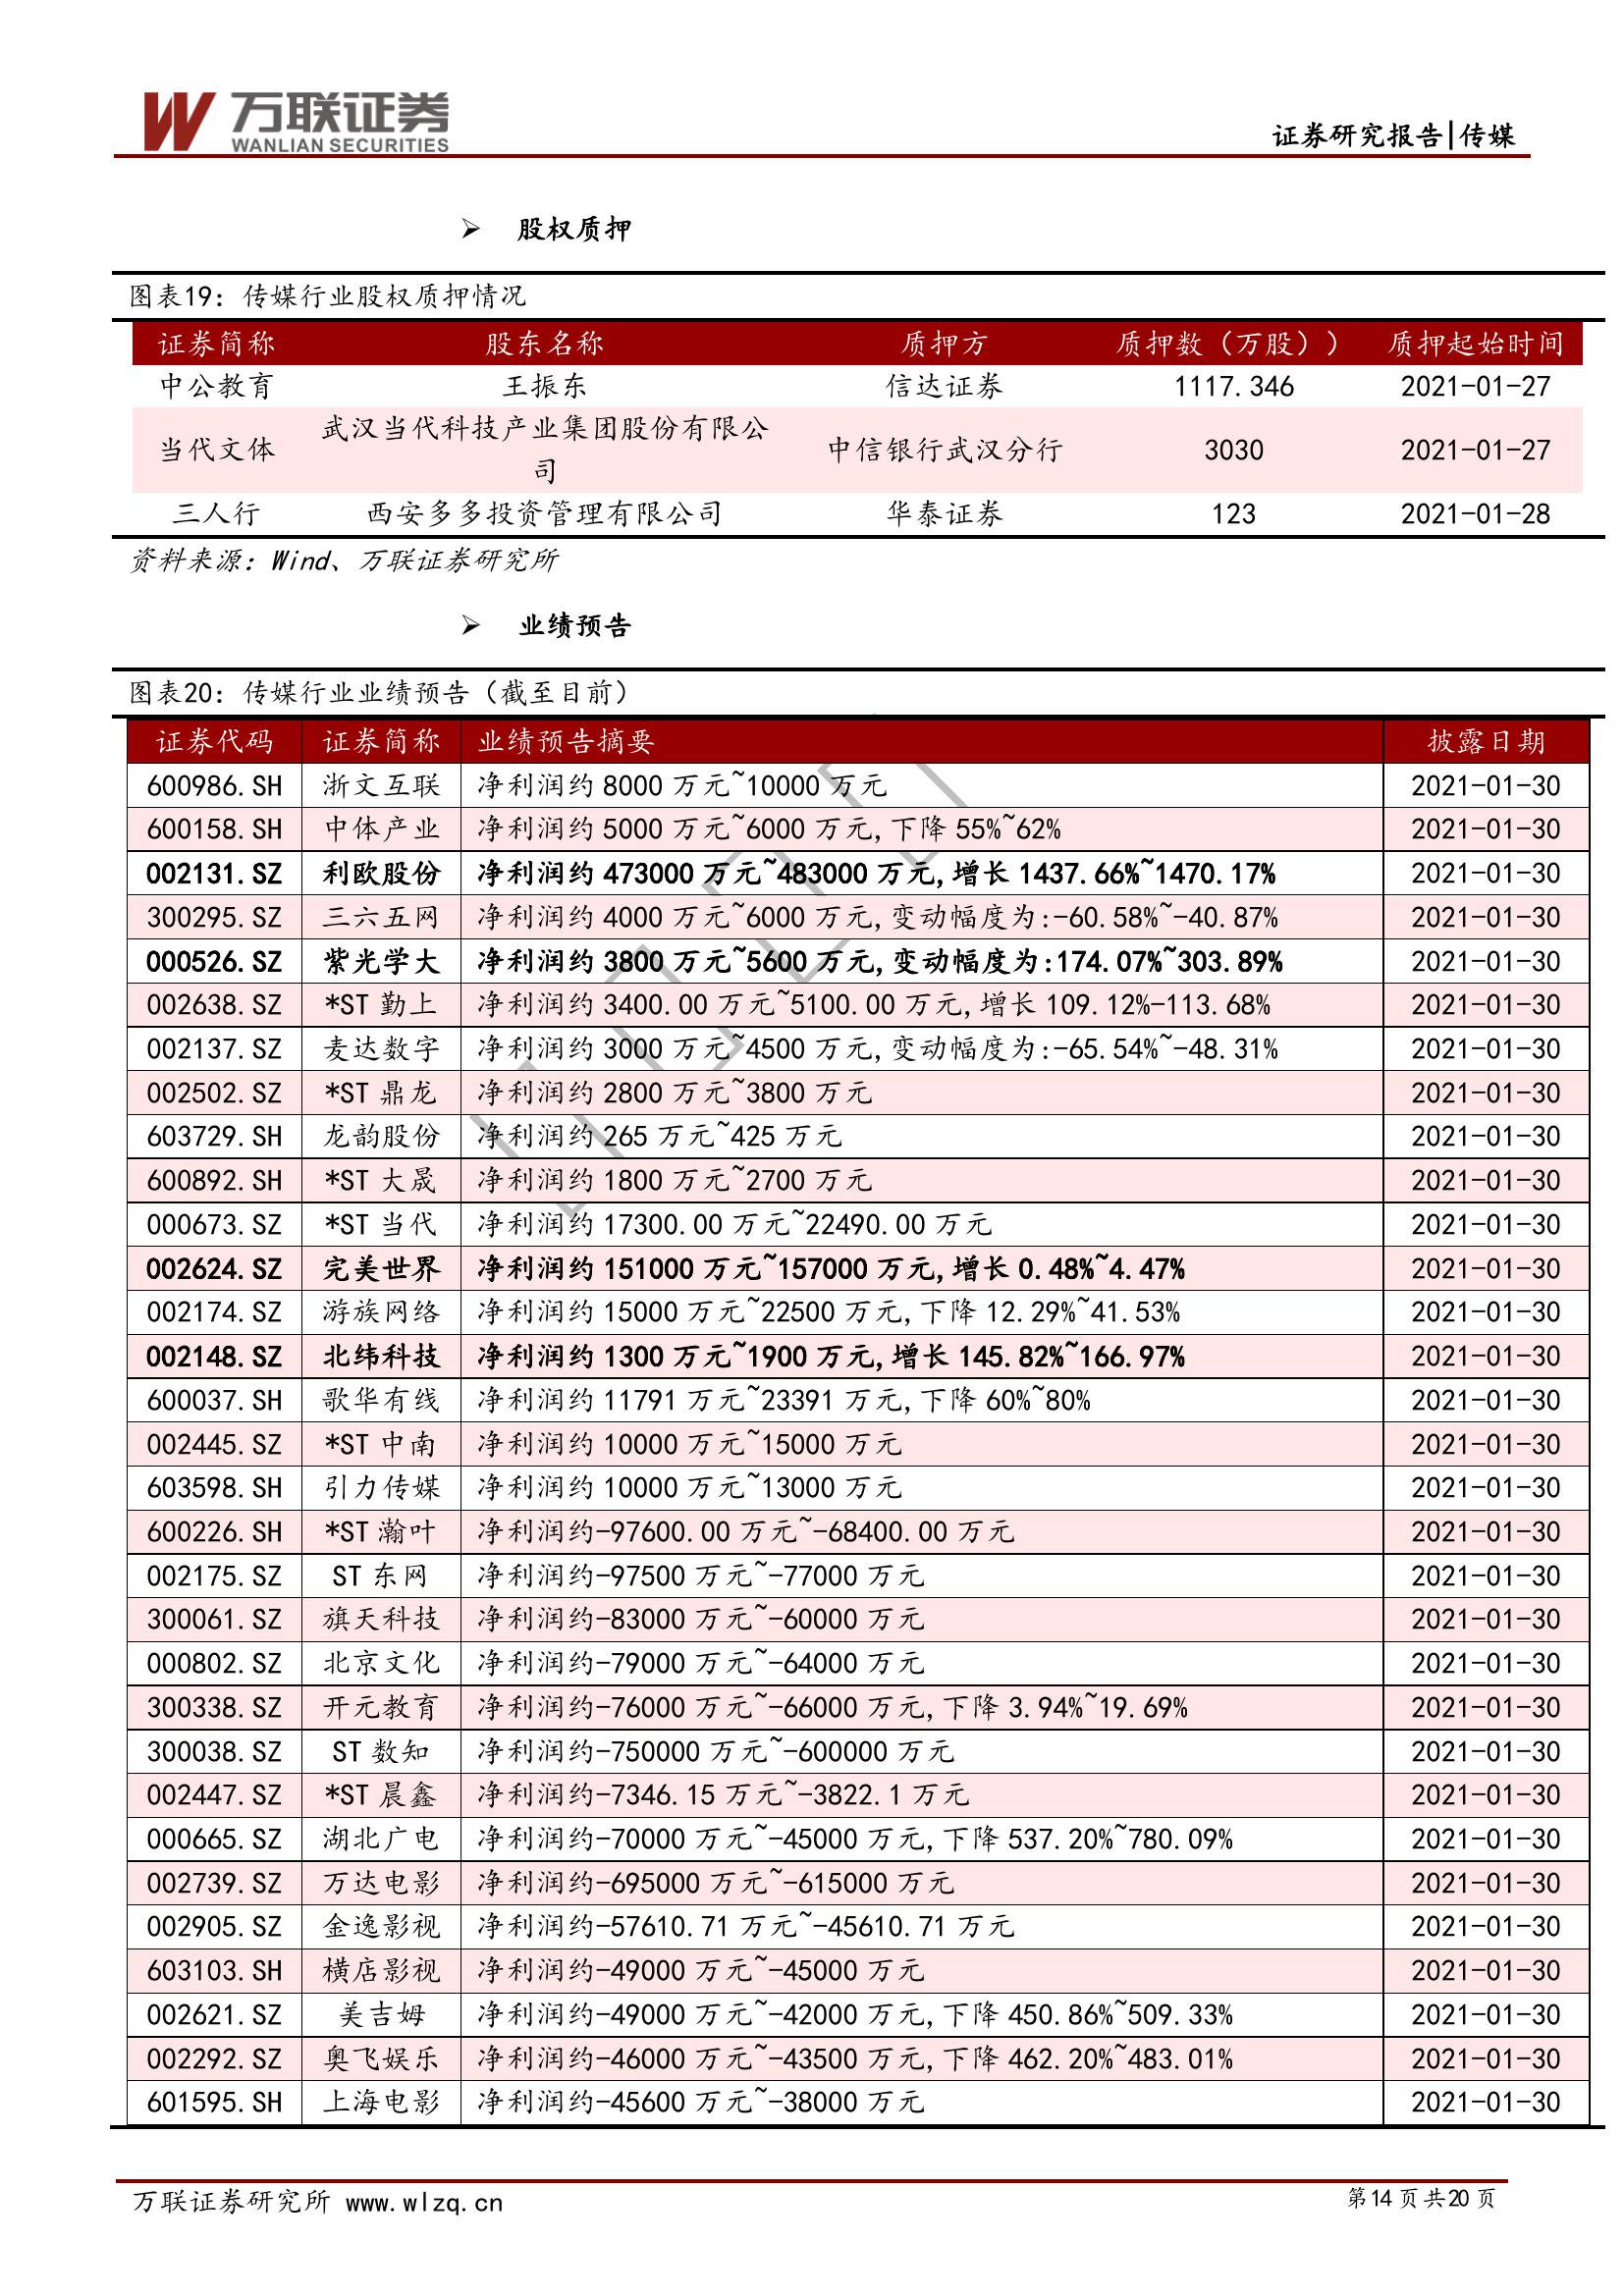 万联证券
WANLIAN SECURITIES
证券研究报告|传媒
➢ 股权质押
图表19：传媒行业股权质押情况
证券简称 股东名称 质押方 质押数（万股）） 质押起始时间
中公教育 王振东 信达证券 1117.346 2021-01-27
当代文体 武汉当代科技产业集团股份有限公
司 中信银行武汉分行 3030 2021-01-27
三人行 西安多多投资管理有限公司 华泰证券 123 2021-01-28
资料来源：Wind、万联证券研究所
➢ 业绩预告
图表20：传媒行业业绩预告（截至目前）
证券代码 证券简称 业绩预告摘要 披露日期
600986.SH 浙文互联 净利润约 8000 万元~10000 万元 2021-01-30
600158.SH 中体产业 净利润约 5000 万元~6000 万元,下降 55%~62% 2021-01-30
002131.SZ 利欧股份 净利润约 473000 万元~483000 万元,增长 1437.66%~1470.17% 2021-01-30
300295.SZ 三六五网 净利润约 4000 万元~6000 万元,变动幅度为:-60.58%~-40.87% 2021-01-30
000526.SZ 紫光学大 净利润约 3800 万元~5600 万元,变动幅度为:174.07%~303.89% 2021-01-30
002638.SZ *ST 勤上 净利润约 3400.00 万元~5100.00 万元,增长 109.12%-113.68% 2021-01-30
002137.SZ 麦达数字 净利润约 3000 万元~4500 万元,变动幅度为:-65.54%~-48.31% 2021-01-30
002502.SZ *ST 鼎龙 净利润约 2800 万元~3800 万元 2021-01-30
603729.SH 龙韵股份 净利润约 265 万元~425 万元 2021-01-30
600892.SH *ST 大晟 净利润约 1800 万元~2700 万元 2021-01-30
000673.SZ *ST 当代 净利润约 17300.00 万元~22490.00 万元 2021-01-30
002624.SZ 完美世界 净利润约 151000 万元~157000 万元,增长 0.48%~4.47% 2021-01-30
002174.SZ 游族网络 净利润约 15000 万元~22500 万元,下降 12.29%~41.53% 2021-01-30
002148.SZ 北纬科技 净利润约 1300 万元~1900 万元,增长 145.82%~166.97% 2021-01-30
600037.SH 歌华有线 净利润约 11791 万元~23391 万元,下降 60%~80% 2021-01-30
002445.SZ *ST 中南 净利润约 10000 万元~15000 万元 2021-01-30
603598.SH 引力传媒 净利润约 10000 万元~13000 万元 2021-01-30
600226.SH *ST 瀚叶 净利润约-97600.00 万元~-68400.00 万元 2021-01-30
002175.SZ ST 东网 净利润约-97500 万元~-77000 万元 2021-01-30
300061.SZ 旗天科技 净利润约-83000 万元~-60000 万元 2021-01-30
000802.SZ 北京文化 净利润约-79000 万元~-64000 万元 2021-01-30
300338.SZ 开元教育 净利润约-76000 万元~-66000 万元,下降 3.94%~19.69% 2021-01-30
300038.SZ ST 数知 净利润约-750000 万元~-600000 万元 2021-01-30
002447.SZ *ST 晨鑫 净利润约-7346.15 万元~-3822.1 万元 2021-01-30
000665.SZ 湖北广电 净利润约-70000 万元~-45000 万元,下降 537.20%~780.09% 2021-01-30
002739.SZ 万达电影 净利润约-695000 万元~-615000 万元 2021-01-30
002905.SZ 金逸影视 净利润约-57610.71 万元~-45610.71 万元 2021-01-30
603103.SH 横店影视 净利润约-49000 万元~-45000 万元 2021-01-30
002621.SZ 美吉姆 净利润约-49000 万元~-42000 万元,下降 450.86%~509.33% 2021-01-30
002292.SZ 奥飞娱乐 净利润约-46000 万元~-43500 万元,下降 462.20%~483.01% 2021-01-30
601595.SH 上海电影 净利润约-45600 万元~-38000 万元 2021-01-30
万联证券研究所 www.wlzq.cn
第 14 页 共 20 页